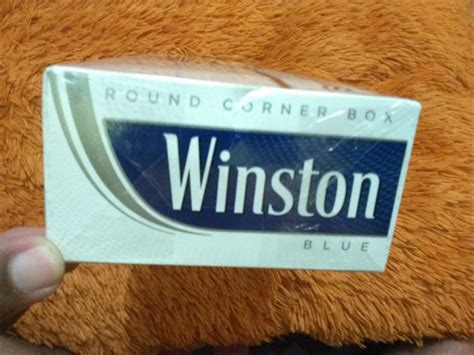 ROUND CORNER BOX
Winston
BLUE